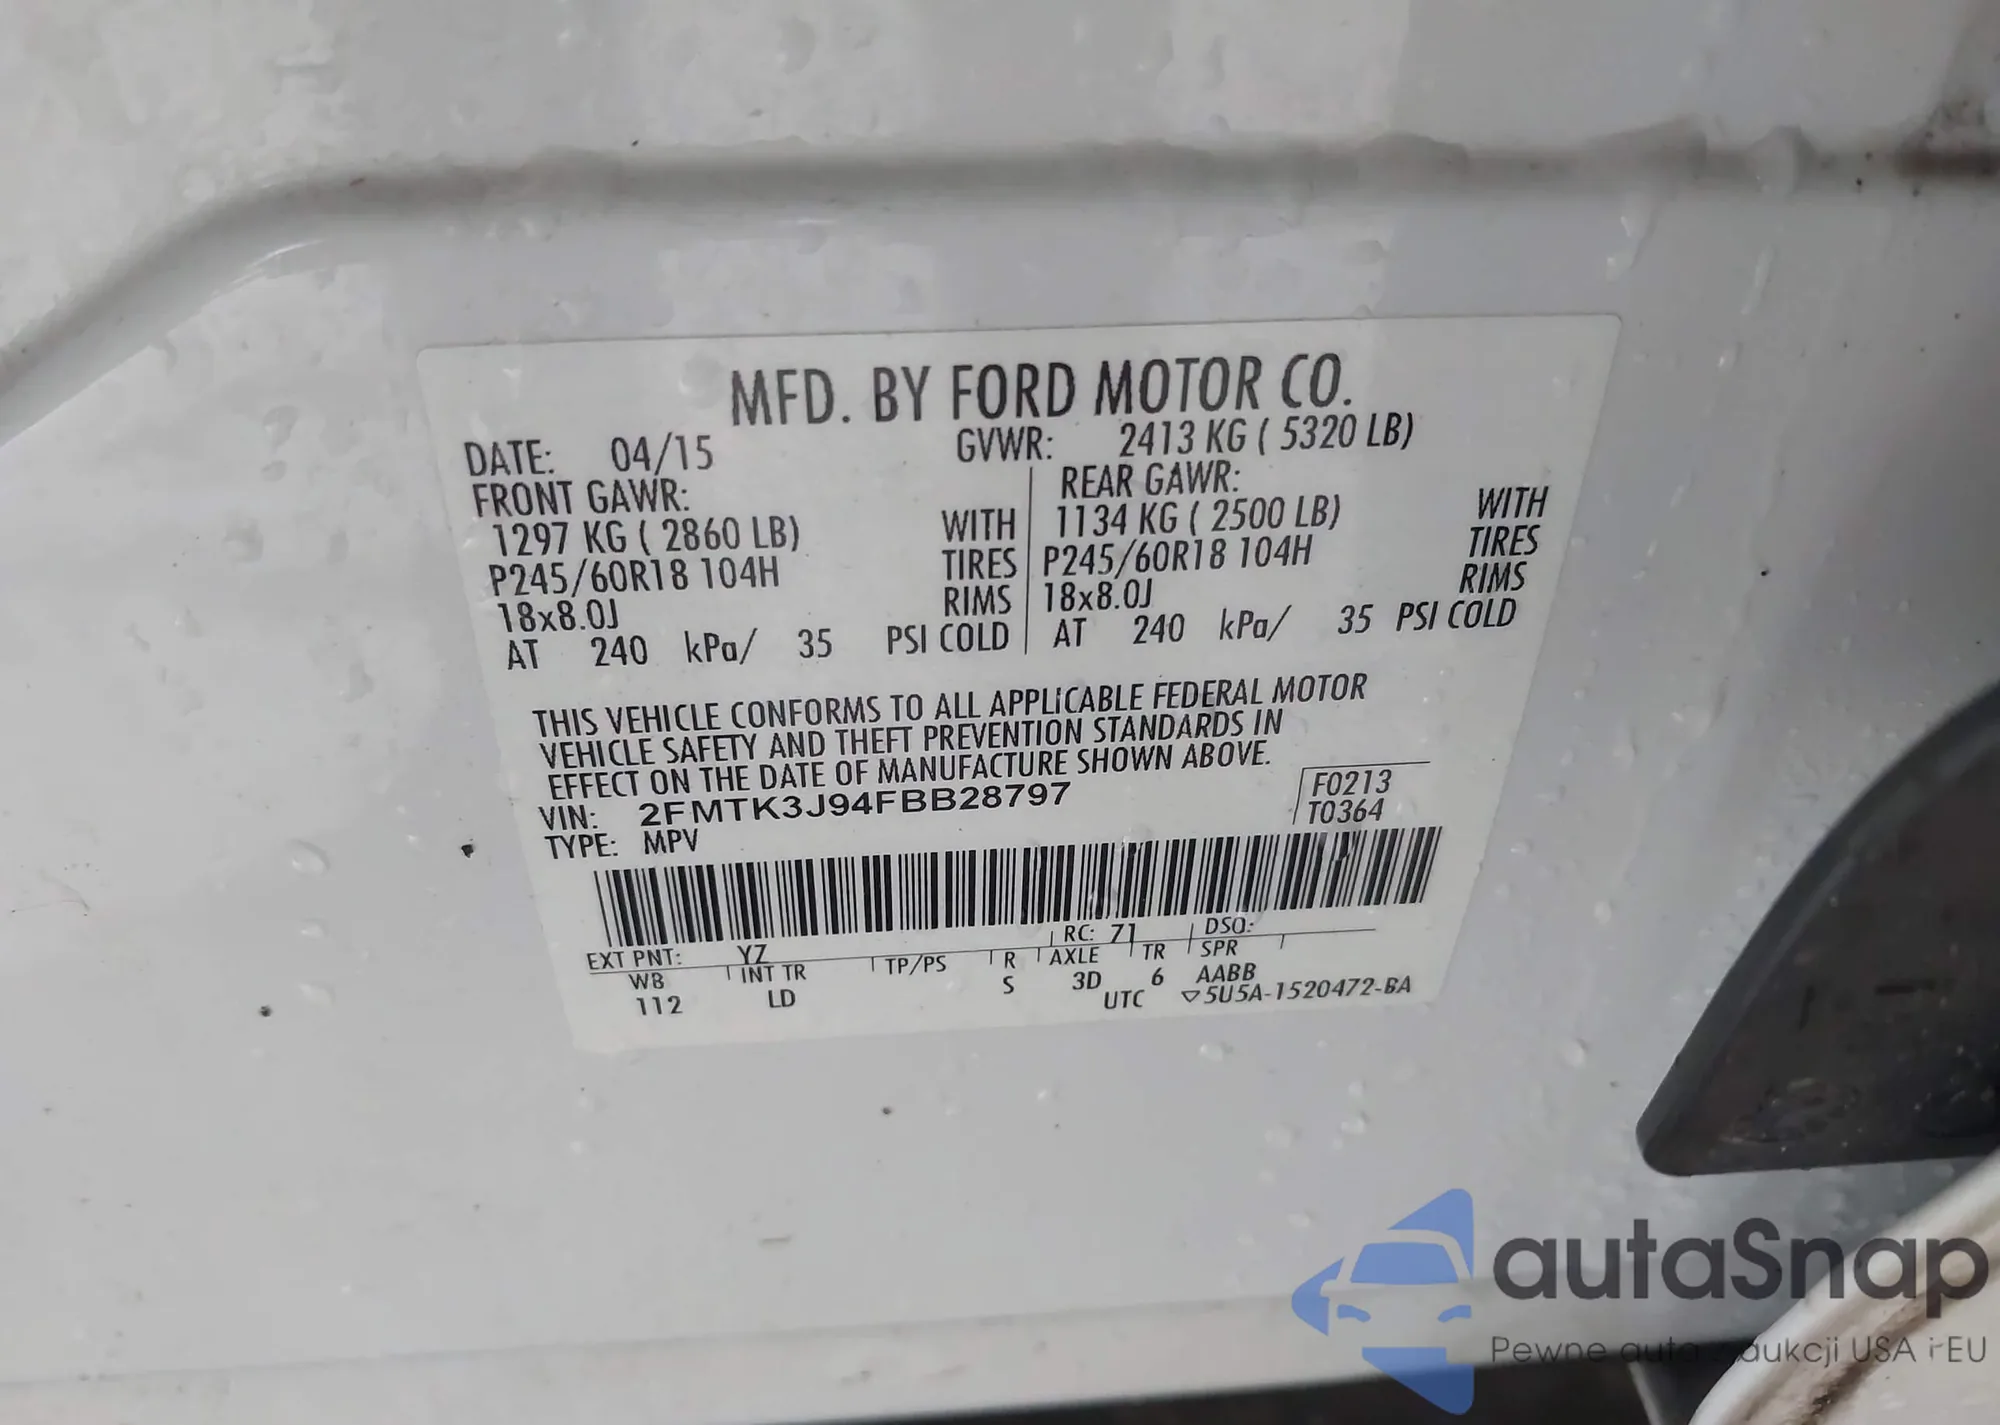 MFD. BY FORD MOTOR CO.
DATE: 04/15 GVWR: 2413 KG ( 5320 LB)
FRONT GAWR: REAR GAWR:
1297 KG ( 2860 LB) WITH 1134 KG ( 2500 LB) WITH
P245/60R18 104H TIRES P245/60R18 104H TIRES
18x8.0J RIMS 18x8.0J RIMS
AT 240 kPa/ 35 PSI COLD AT 240 kPa/ 35 PSI COLD
THIS VEHICLE CONFORMS TO ALL APPLICABLE FEDERAL MOTOR
VEHICLE SAFETY AND THEFT PREVENTION STANDARDS IN
EFFECT ON THE DATE OF MANUFACTURE SHOWN ABOVE.
VIN: 2FMTK3J94FBB28797 F0213
TYPE: MPV T0364
EXT PNT: YZ RC: 71 DSO:
WB INT TR TP/PS R AXLE TR SPR
112 LD S 3D 6 AABB
UTC ▽5U5A-1520472-BA
autaSnap
Pewne auta z aukcji USA i EU